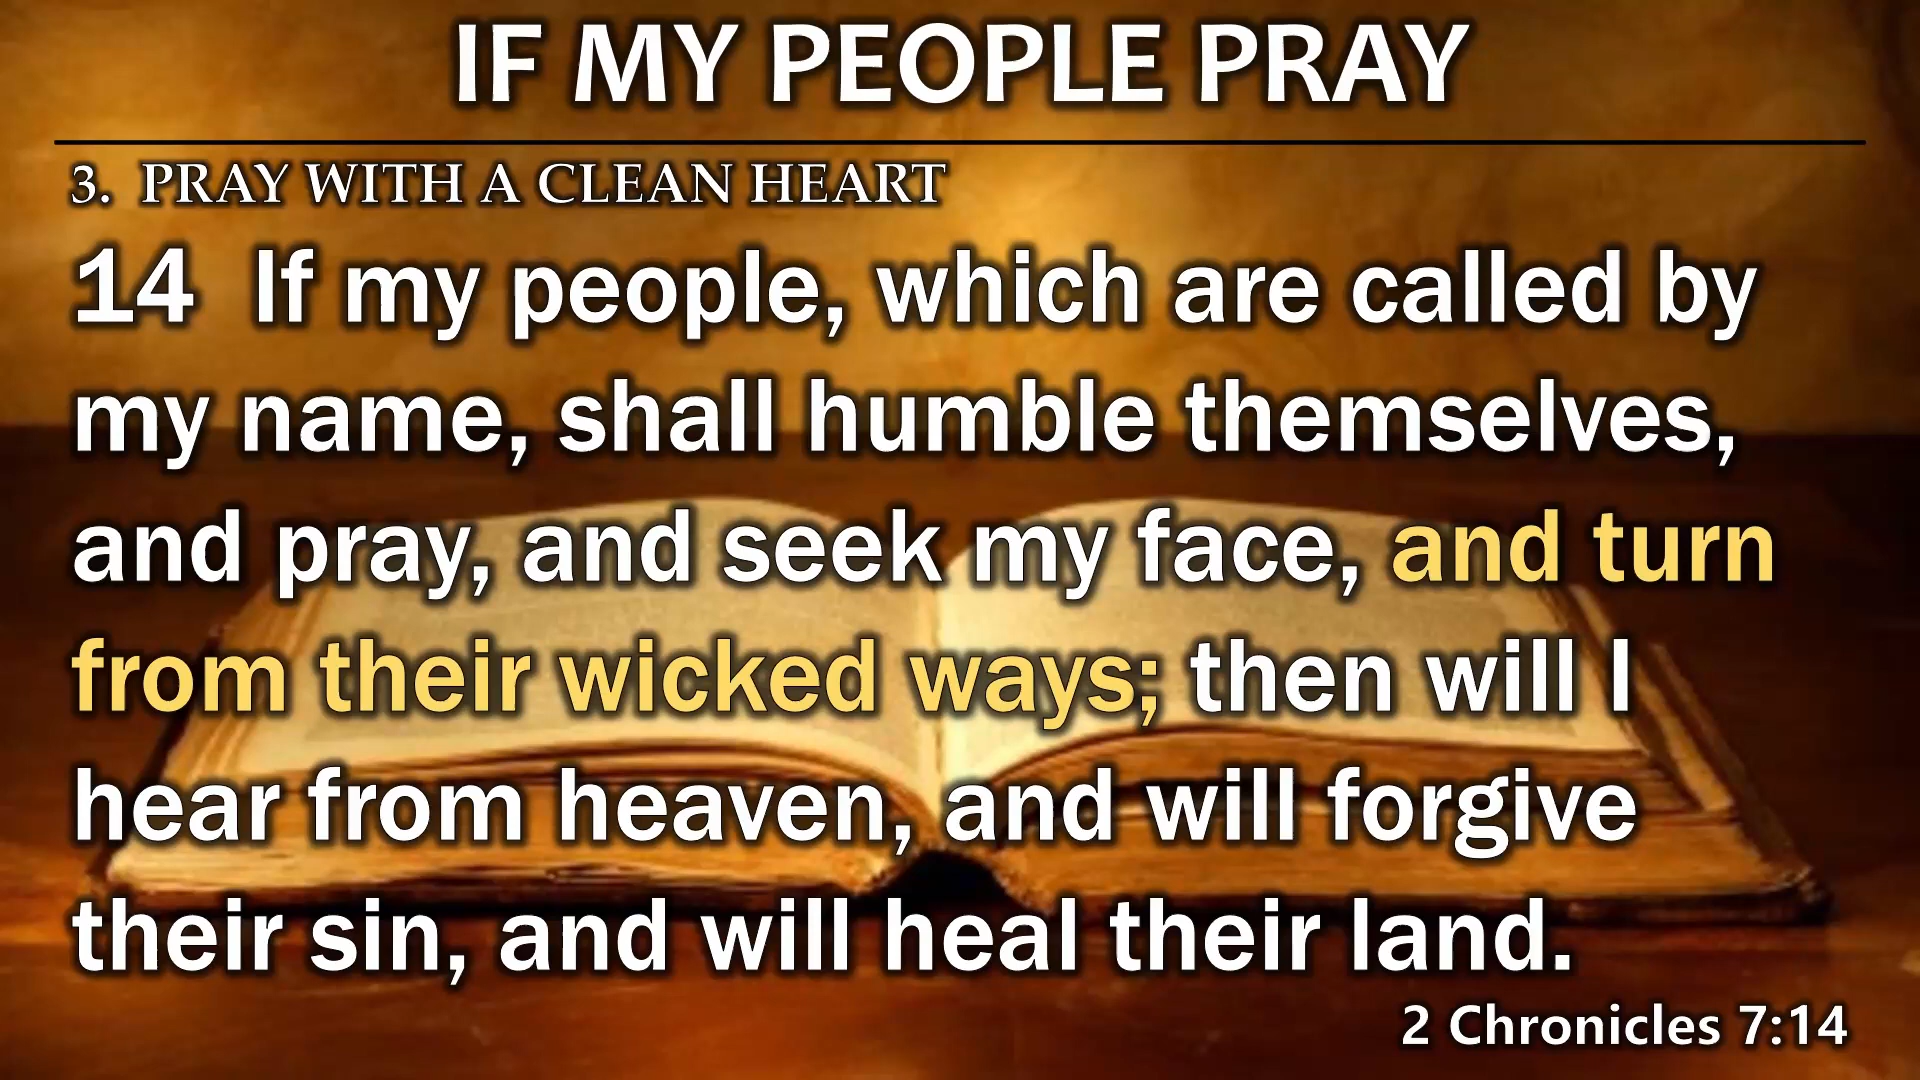 IF MY PEOPLE PRAY
3. PRAY WITH A CLEAN HEART
14 If my people, which are called by
my name, shall humble themselves,
and pray, and seek my face, and turn
from their wicked ways; then will I
hear from heaven, and will forgive
their sin, and will heal their land.
2 Chronicles 7:14